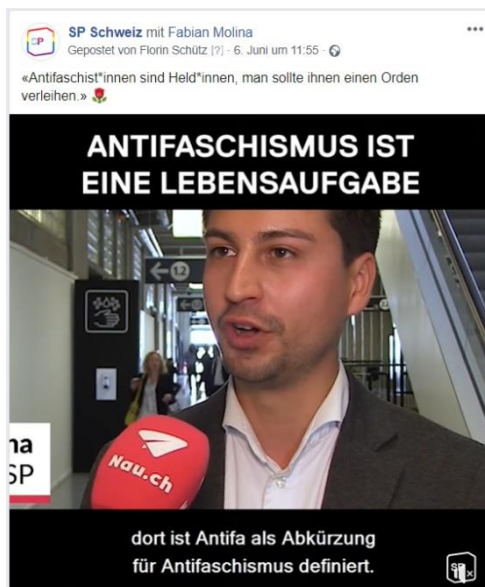 SP
SP Schweiz mit Fabian Molina
Gepostet von Florin Schütz [?] · 6. Juni um 11:55 ·
«Antifaschist*innen sind Held*innen, man sollte ihnen einen Orden
verleihen.»
ANTIFASCHISMUS IST
EINE LEBENSAUFGABE
12
na
SP
Nau.ch
dort ist Antifa als Abkürzung
für Antifaschismus definiert.
SP